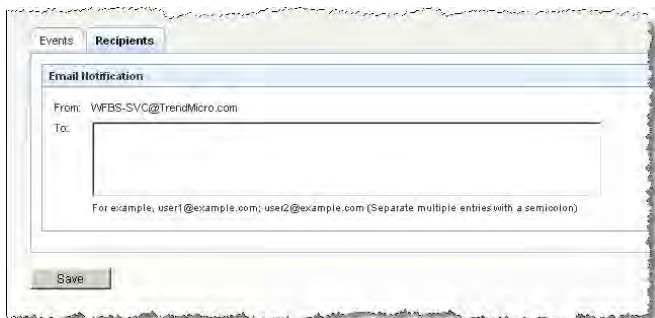 Events Recipients
Email Notification
From: WFBS-SVC@TrendMicro.com
To:
For example, user1@example.com; user2@example.com (Separate multiple entries with a semicolon)
Save